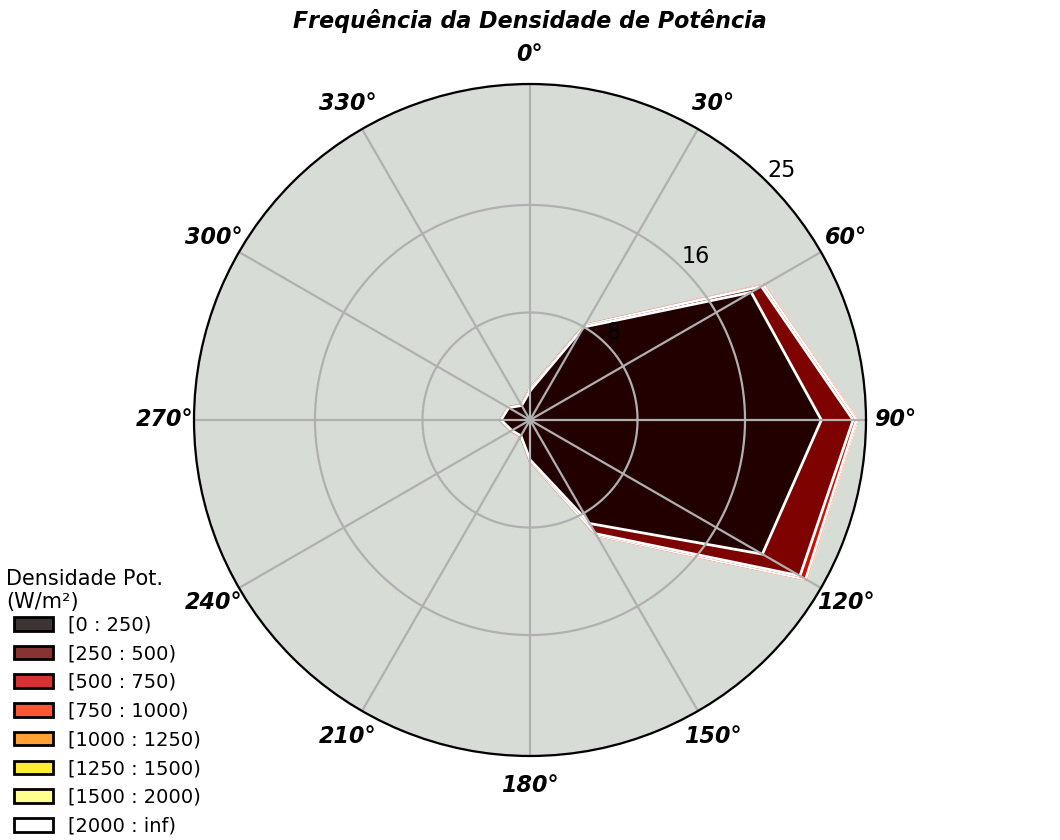 Frequência da Densidade de Potência
0°
330°
30°
25
300°
60°
16
8
270°
90°
Densidade Pot.
(W/m²)
240°
120°
[0 : 250)
[250 : 500)
[500 : 750)
[750 : 1000)
210°
150°
[1000 : 1250)
[1250 : 1500)
180°
[1500 : 2000)
[2000 : inf)